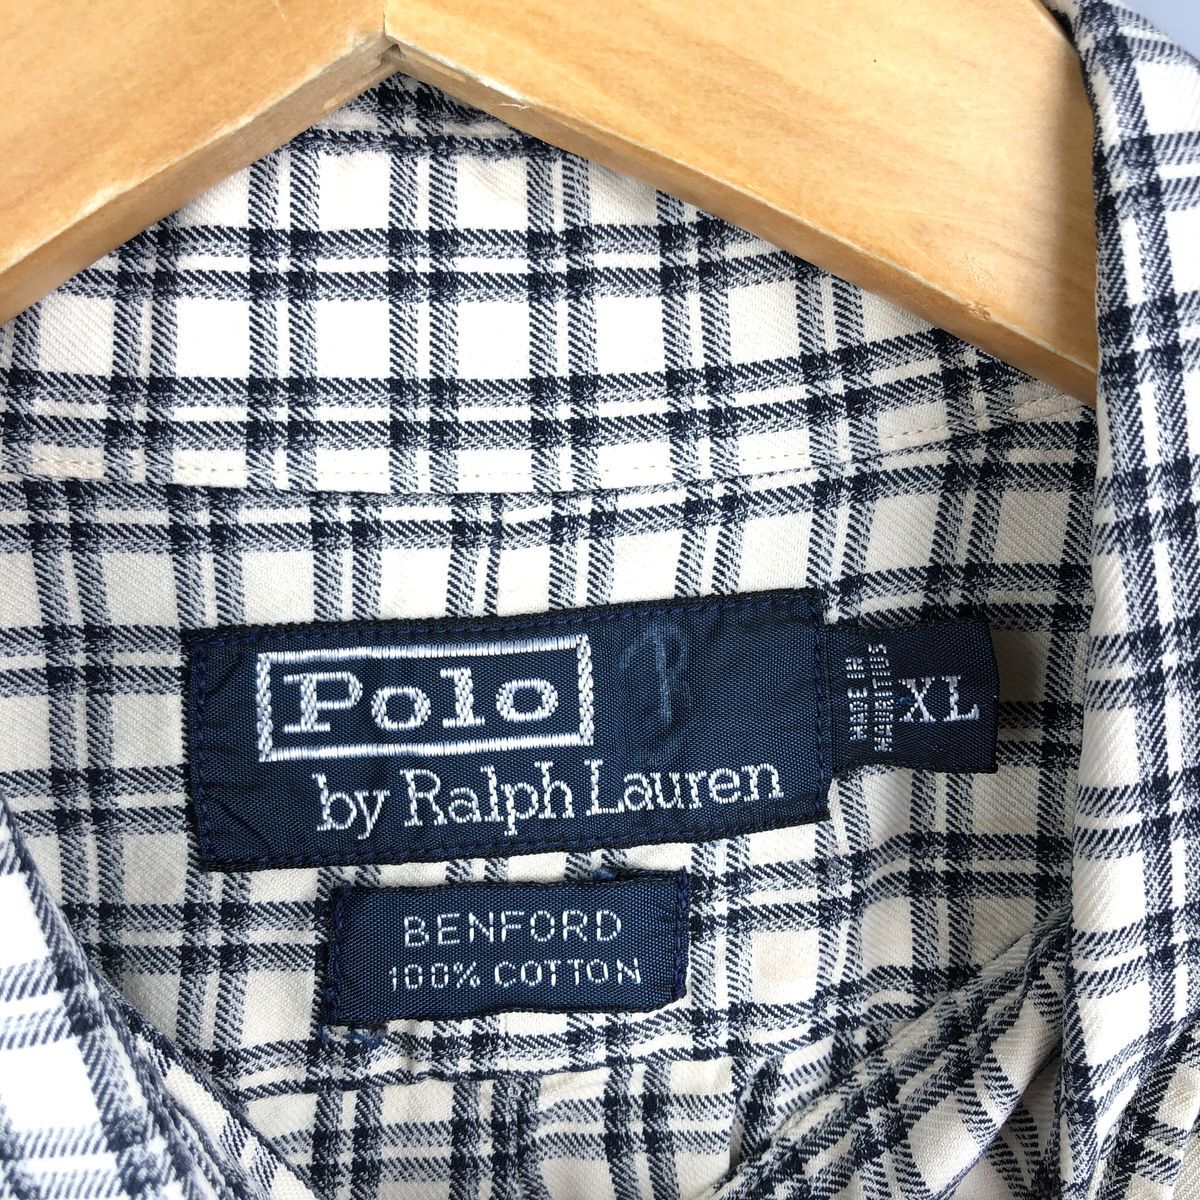 Polo
by Ralph Lauren
MADE IN
MAURITIUS
XL
BENFORD
100% COTTON